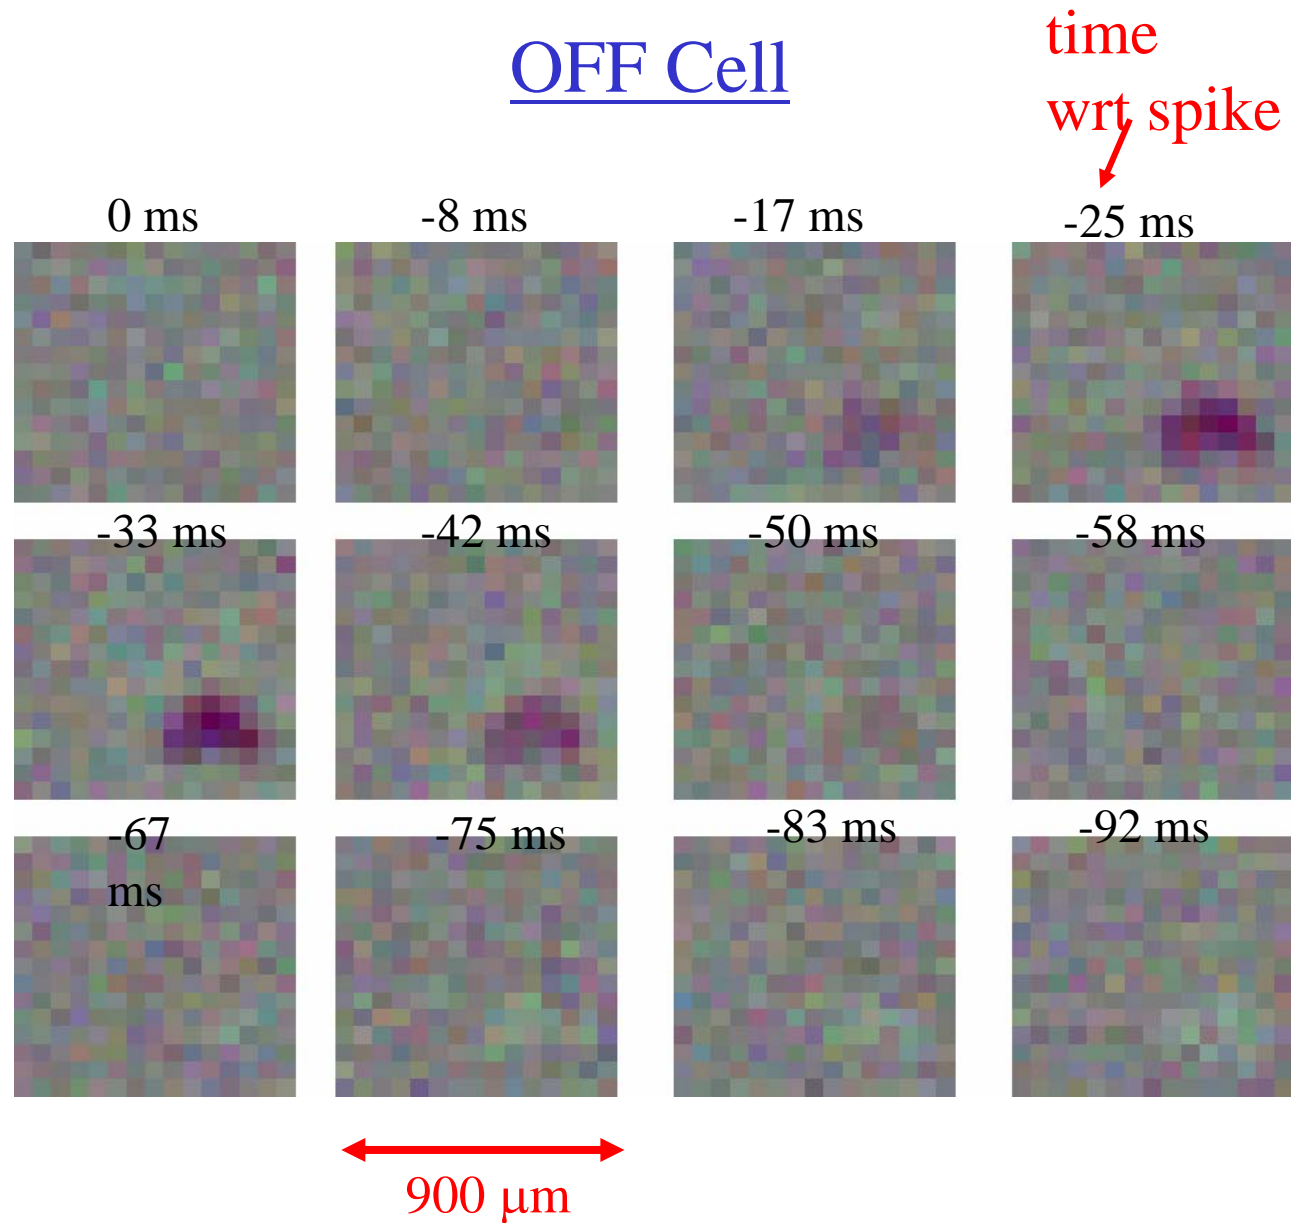 OFF Cell
time
wrt spike
0 ms
-8 ms
-17 ms
-25 ms
-33 ms
-42 ms
-50 ms
-58 ms
-67
ms
-75 ms
-83 ms
-92 ms
900 μm